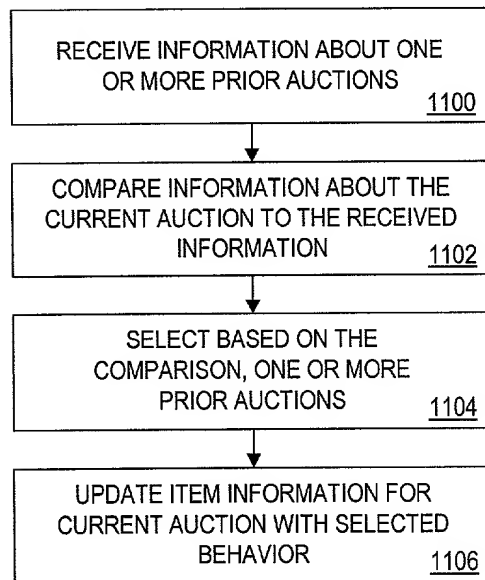 RECEIVE INFORMATION ABOUT ONE
OR MORE PRIOR AUCTIONS
1100
COMPARE INFORMATION ABOUT THE
CURRENT AUCTION TO THE RECEIVED
INFORMATION
1102
SELECT BASED ON THE
COMPARISON, ONE OR MORE
PRIOR AUCTIONS
1104
UPDATE ITEM INFORMATION FOR
CURRENT AUCTION WITH SELECTED
BEHAVIOR
1106